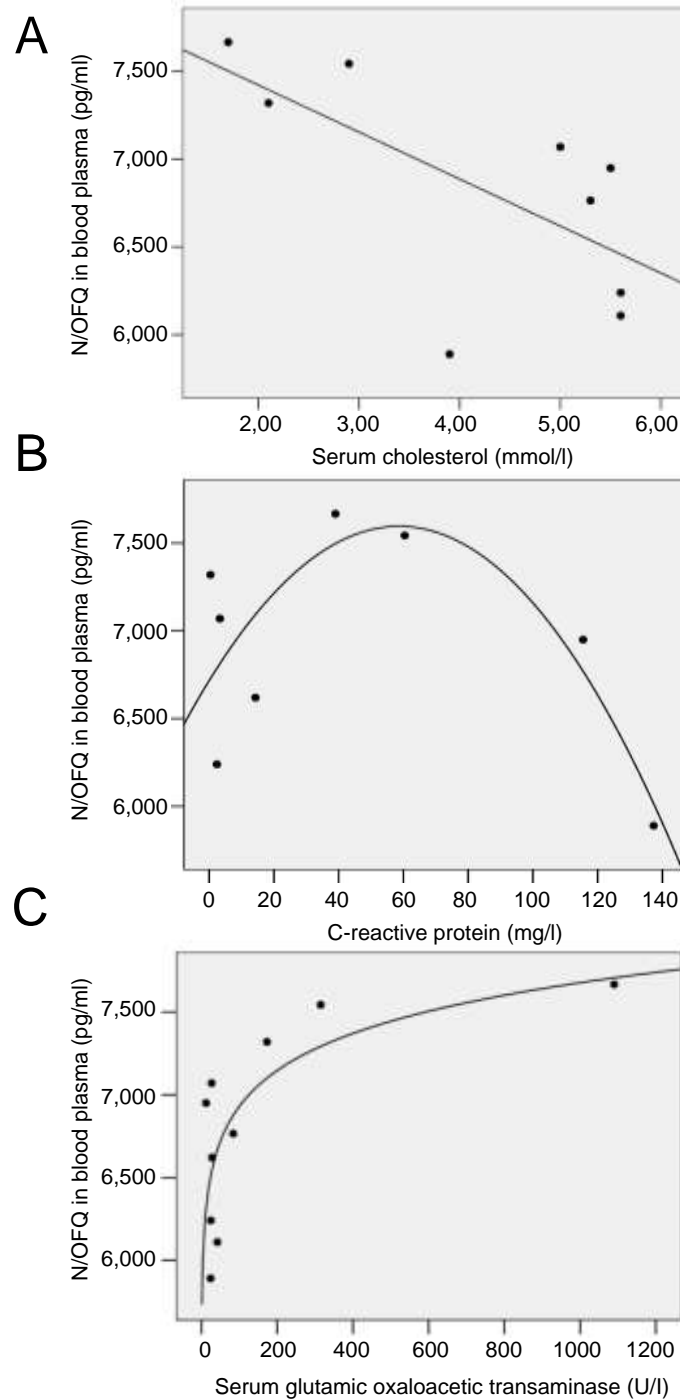 A
N/OFQ in blood plasma (pg/ml)
7,500
7,000
6,500
6,000
2,00 3,00 4,00 5,00 6,00
Serum cholesterol (mmol/l)
B
N/OFQ in blood plasma (pg/ml)
7,500
7,000
6,500
6,000
0 20 40 60 80 100 120 140
C-reactive protein (mg/l)
C
N/OFQ in blood plasma (pg/ml)
7,500
7,000
6,500
6,000
0 200 400 600 800 1000 1200
Serum glutamic oxaloacetic transaminase (U/l)